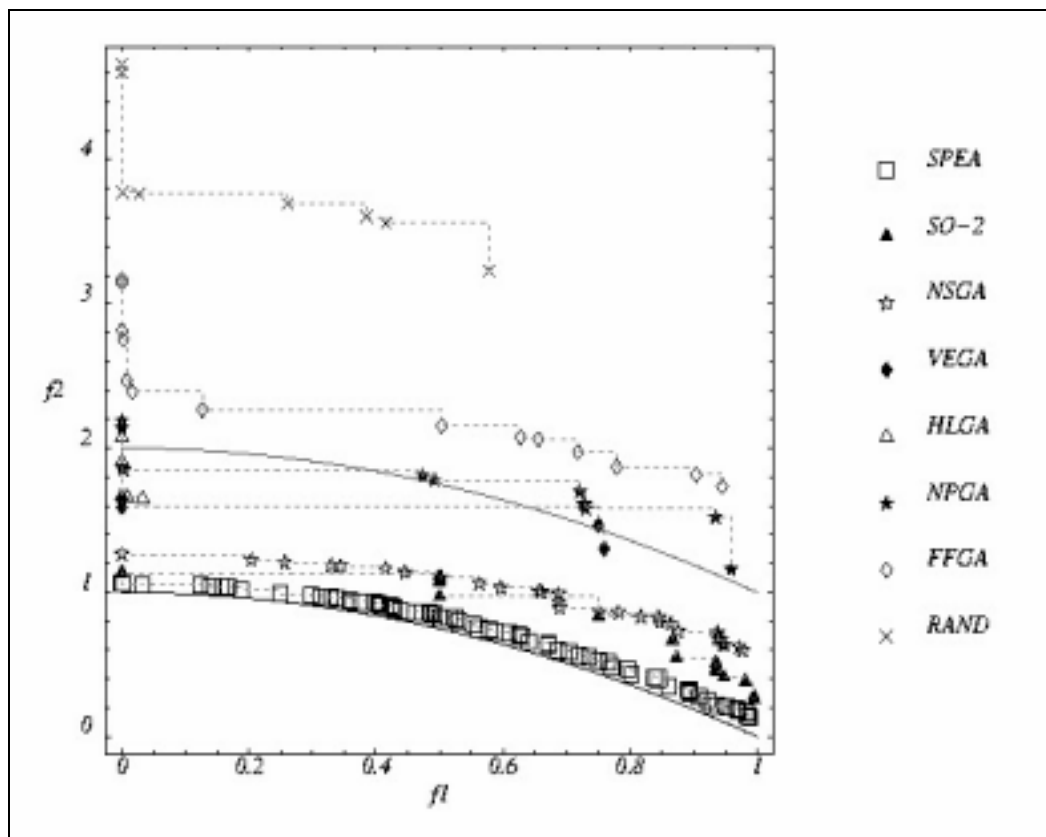 4
3
f2
2
1
0
0 0.2 0.4 0.6 0.8 1
f1
SPEA
SO-2
NSGA
VEGA
HLGA
NPGA
FFGA
RAND